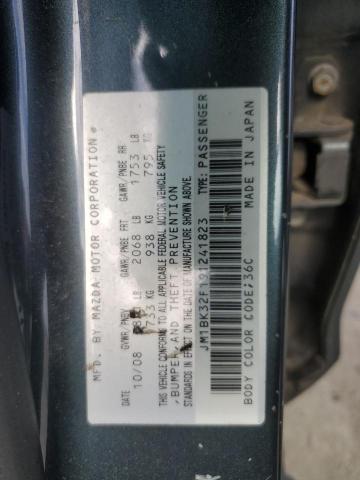 MFD. BY MAZDA MOTOR CORPORATION
DATE GVWR/PNBV GAWR/PNBE FRT GAWR/PNBE RR
10/08 LB 2068 LB 1753 LB
1733 KG 938 KG 795 KG
THIS VEHICLE CONFORMS TO ALL APPLICABLE FEDERAL MOTOR VEHICLE SAFETY
,BUMPER, AND THEFT PREVENTION
STANDARDS IN EFFECT ON THE DATE OF MANUFACTURE SHOWN ABOVE.
JM1BK32F191241823 TYPE: PASSENGER
BODY COLOR CODE;36C MADE IN JAPAN